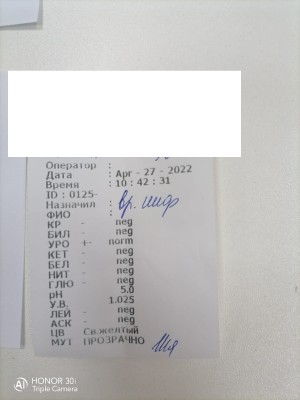 Оператор :
Дата : Apr - 27 - 2022
Время : 10 : 42 : 31
ID : 0125-
Назначил : вр.
ФИО :
КР - neg
БИЛ - neg
УРО +- norm
КЕТ - neg
БЕЛ - neg
НИТ - neg
ГЛЮ - neg
pH 5.0
У.В. 1.025
ЛЕЙ - neg
АСК - neg
ЦВ Св.желтый
МУТ ПРОЗРАЧНО
HONOR 30i
Triple Camera